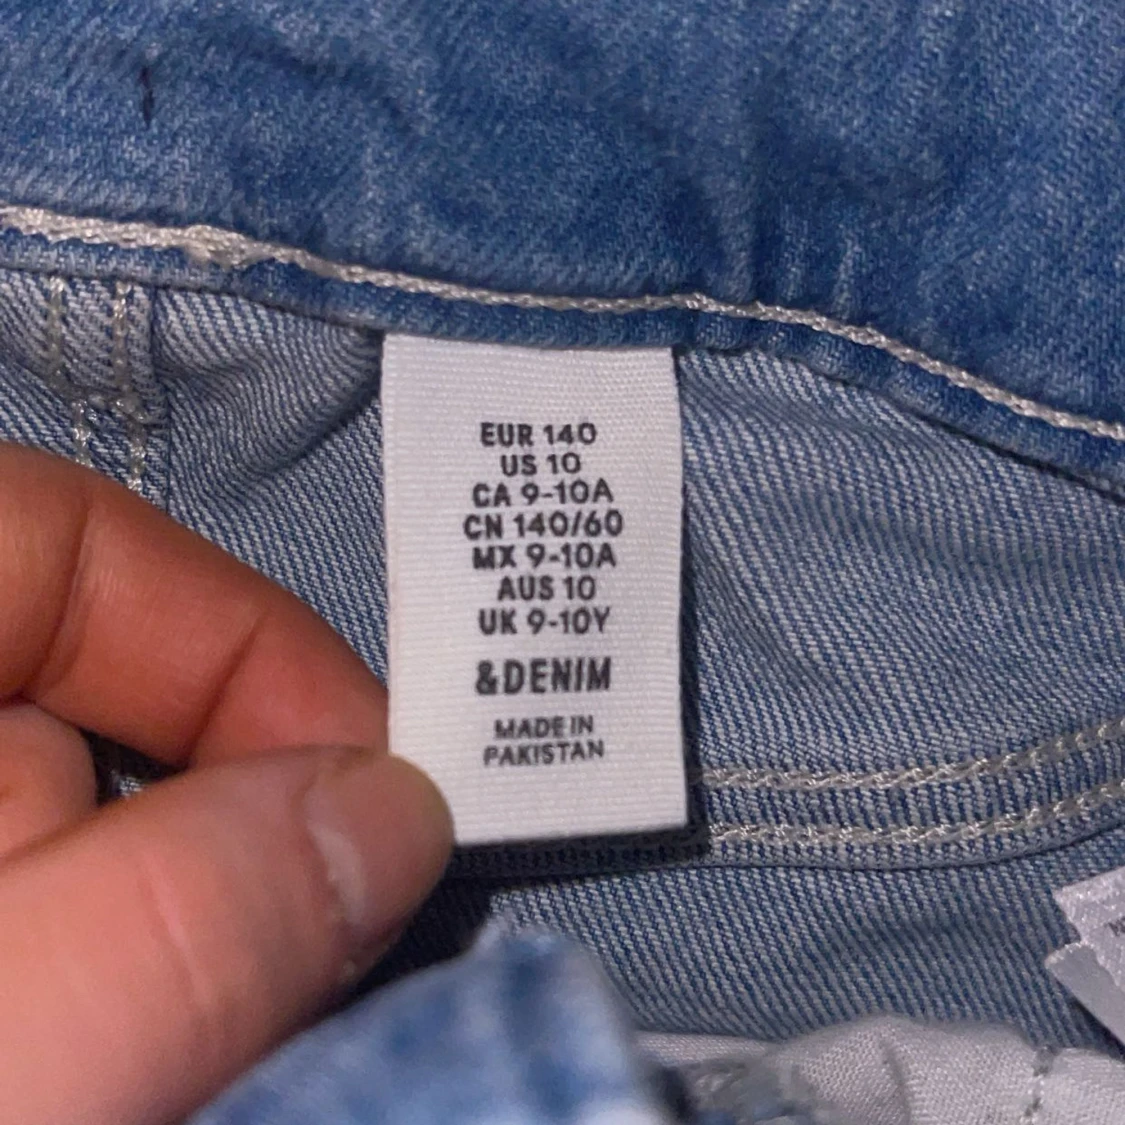 EUR 140
US 10
CA 9-10A
CN 140/60
MX 9-10A
AUS 10
UK 9-10Y
&DENIM
MADE IN
PAKISTAN